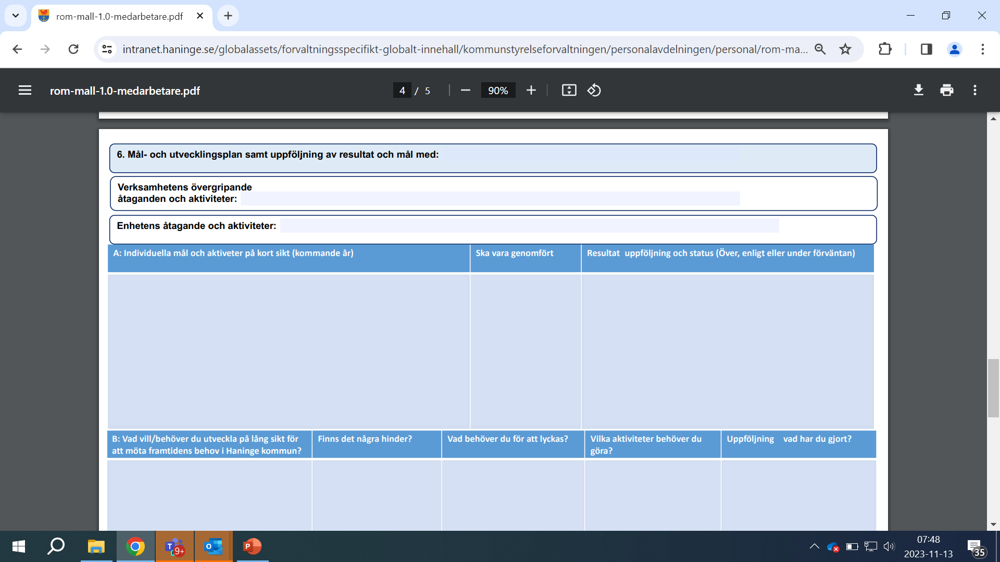 rom-mall-1.0-medarbetare.pdf
intranet.haninge.se/globalassets/forvaltningsspecifikt-globalt-innehall/kommunstyrelseforvaltningen/personalavdelningen/personal/rom-ma...
rom-mall-1.0-medarbetare.pdf
4 / 5
90%
6. Mål- och utvecklingsplan samt uppföljning av resultat och mål med:
Verksamhetens övergripande
åtaganden och aktiviteter:
Enhetens åtagande och aktiviteter:
A: Individuella mål och aktiveter på kort sikt (kommande år)
Ska vara genomfört
Resultat uppföljning och status (Över, enligt eller under förväntan)
B: Vad vill/behöver du utveckla på lång sikt för
att möta framtidens behov i Haninge kommun?
Finns det några hinder?
Vad behöver du för att lyckas?
Vilka aktiviteter behöver du
göra?
Uppföljning vad har du gjort?
T
9+
O
P
07:48
2023-11-13
35